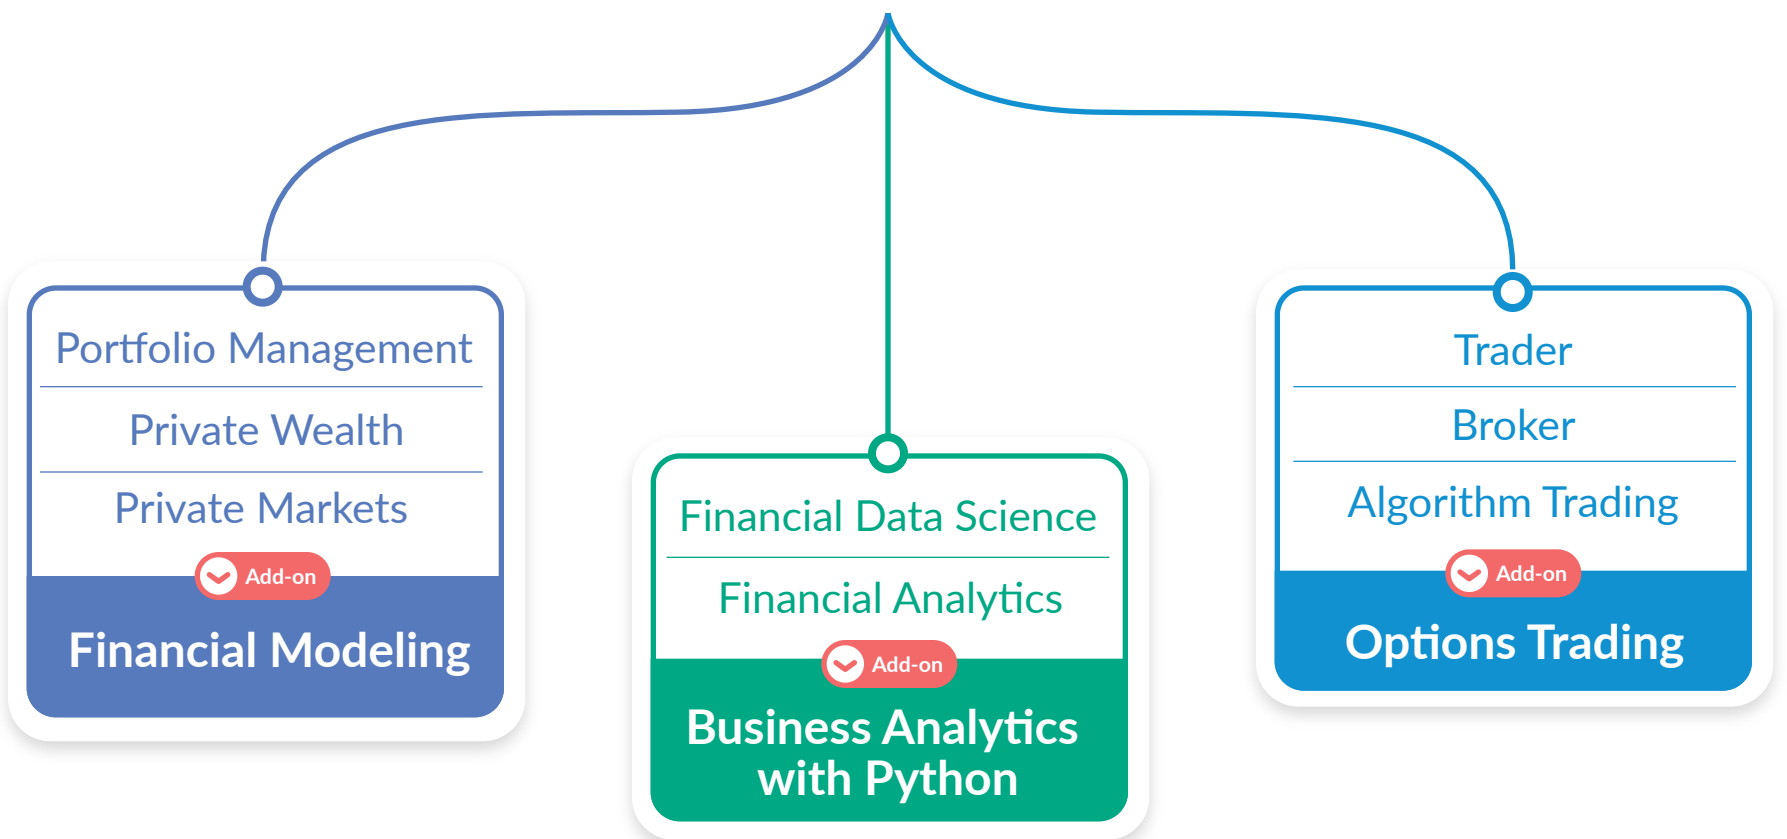 Portfolio Management
Private Wealth
Private Markets
Add-on
Financial Modeling
Financial Data Science
Financial Analytics
Add-on
Business Analytics
with Python
Trader
Broker
Algorithm Trading
Add-on
Options Trading